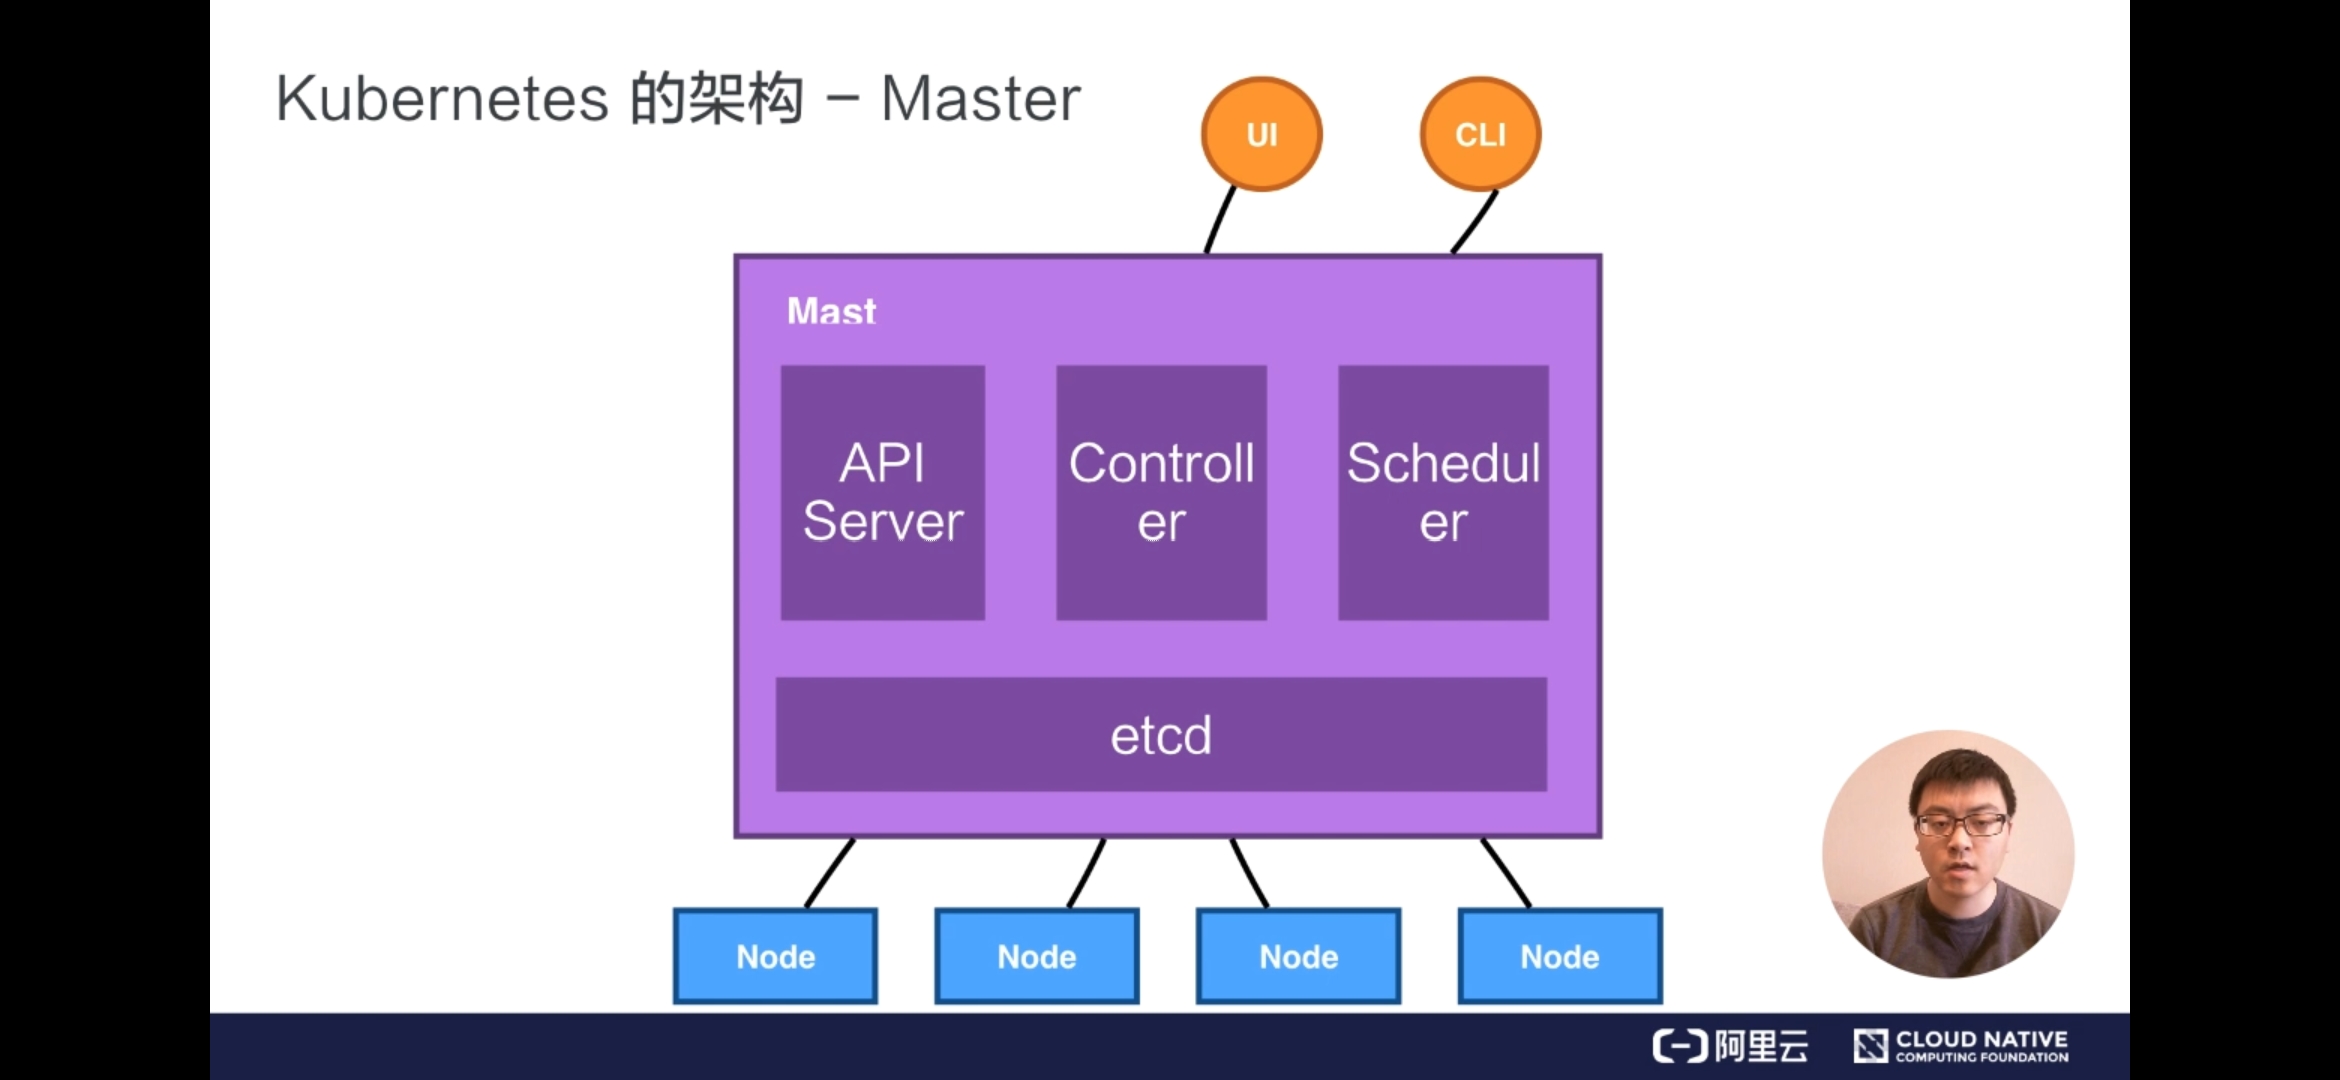 Kubernetes 的架构 – Master
UI
CLI
Mast
API
Server
Controll
er
Schedul
er
etcd
Node
Node
Node
Node
阿里云
CLOUD NATIVE
COMPUTING FOUNDATION